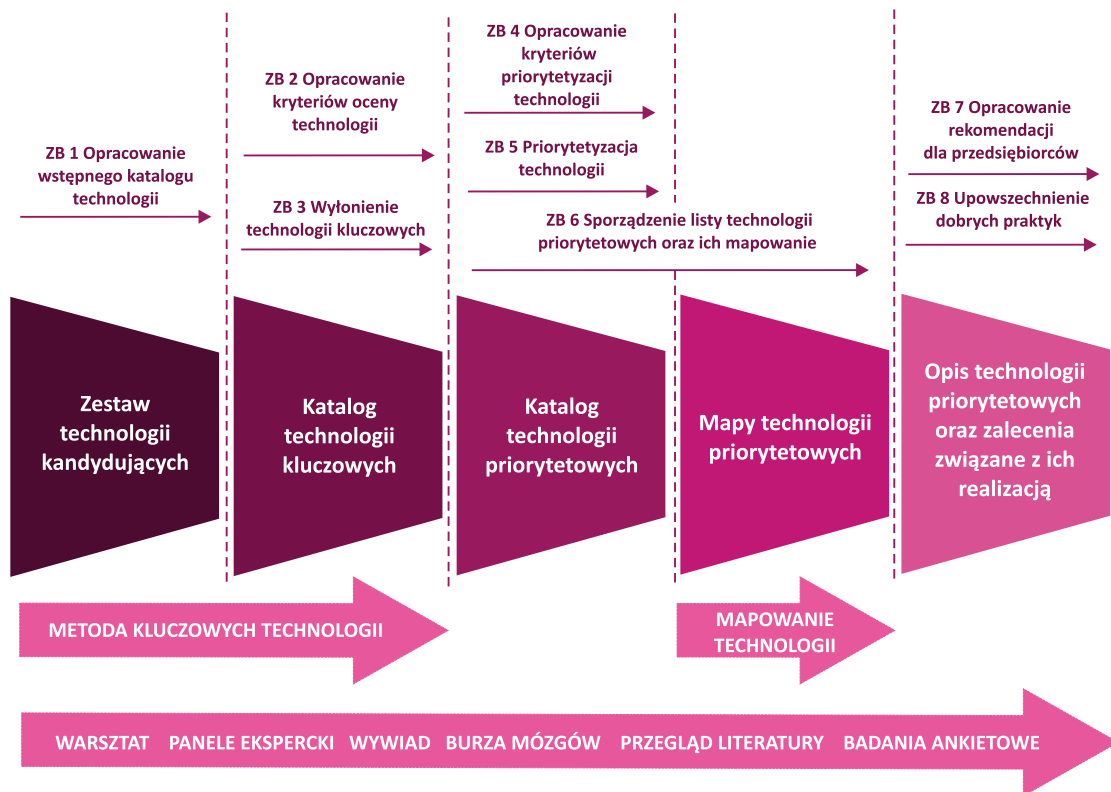 ZB 1 Opracowanie
wstępnego katalogu
technologii
ZB 2 Opracowanie
kryteriów oceny
technologii
ZB 3 Wyłonienie
technologii kluczowych
ZB 4 Opracowanie
kryteriów
priorytetyzacji
technologii
ZB 5 Priorytetyzacja
technologii
ZB 6 Sporządzenie listy technologii
priorytetowych oraz ich mapowanie
ZB 7 Opracowanie
rekomendacji
dla przedsiębiorców
ZB 8 Upowszechnienie
dobrych praktyk
Zestaw
technologii
kandydujących
Katalog
technologii
kluczowych
Katalog
technologii
priorytetowych
Mapy technologii
priorytetowych
Opis technologii
priorytetowych
oraz zalecenia
związane z ich
realizacją
METODA KLUCZOWYCH TECHNOLOGII
MAPOWANIE
TECHNOLOGII
WARSZTAT PANELE EKSPERCKI WYWIAD BURZA MÓZGÓW PRZEGLĄD LITERATURY BADANIA ANKIETOWE